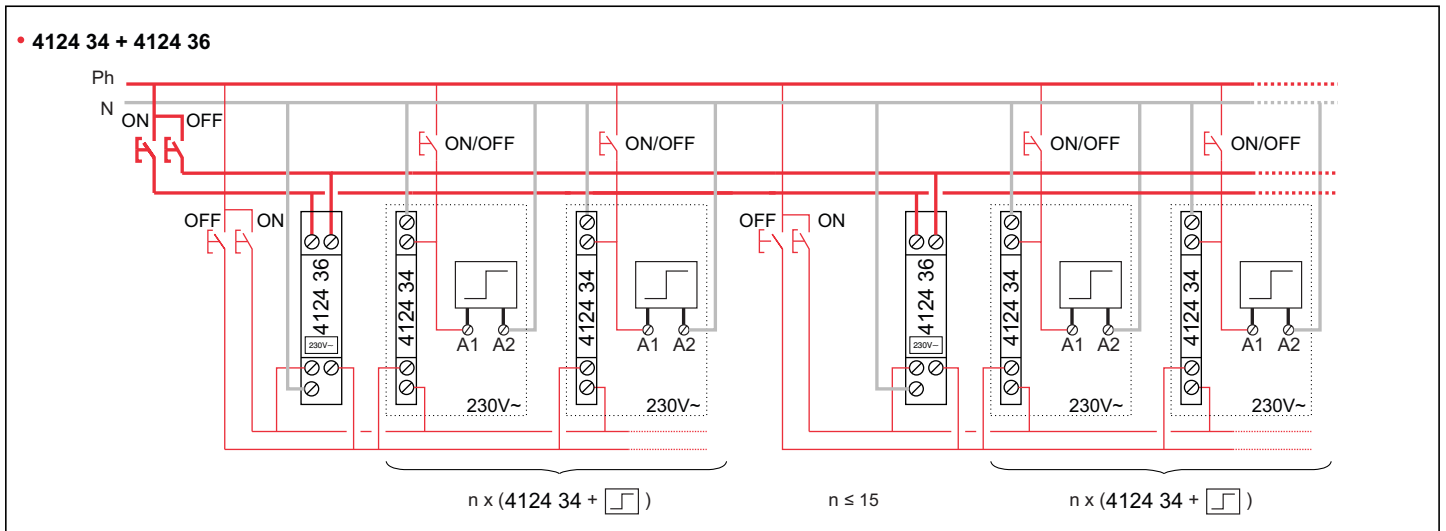 • 4124 34 + 4124 36
Ph
N
ON OFF
ON/OFF ON/OFF ON/OFF ON/OFF
OFF ON OFF ON
4124 36
230V~
4124 34
A1 A2
230V~
4124 34
A1 A2
230V~
4124 36
230V~
4124 34
A1 A2
230V~
4124 34
A1 A2
230V~
n x (4124 34 + ) n ≤ 15 n x (4124 34 + )